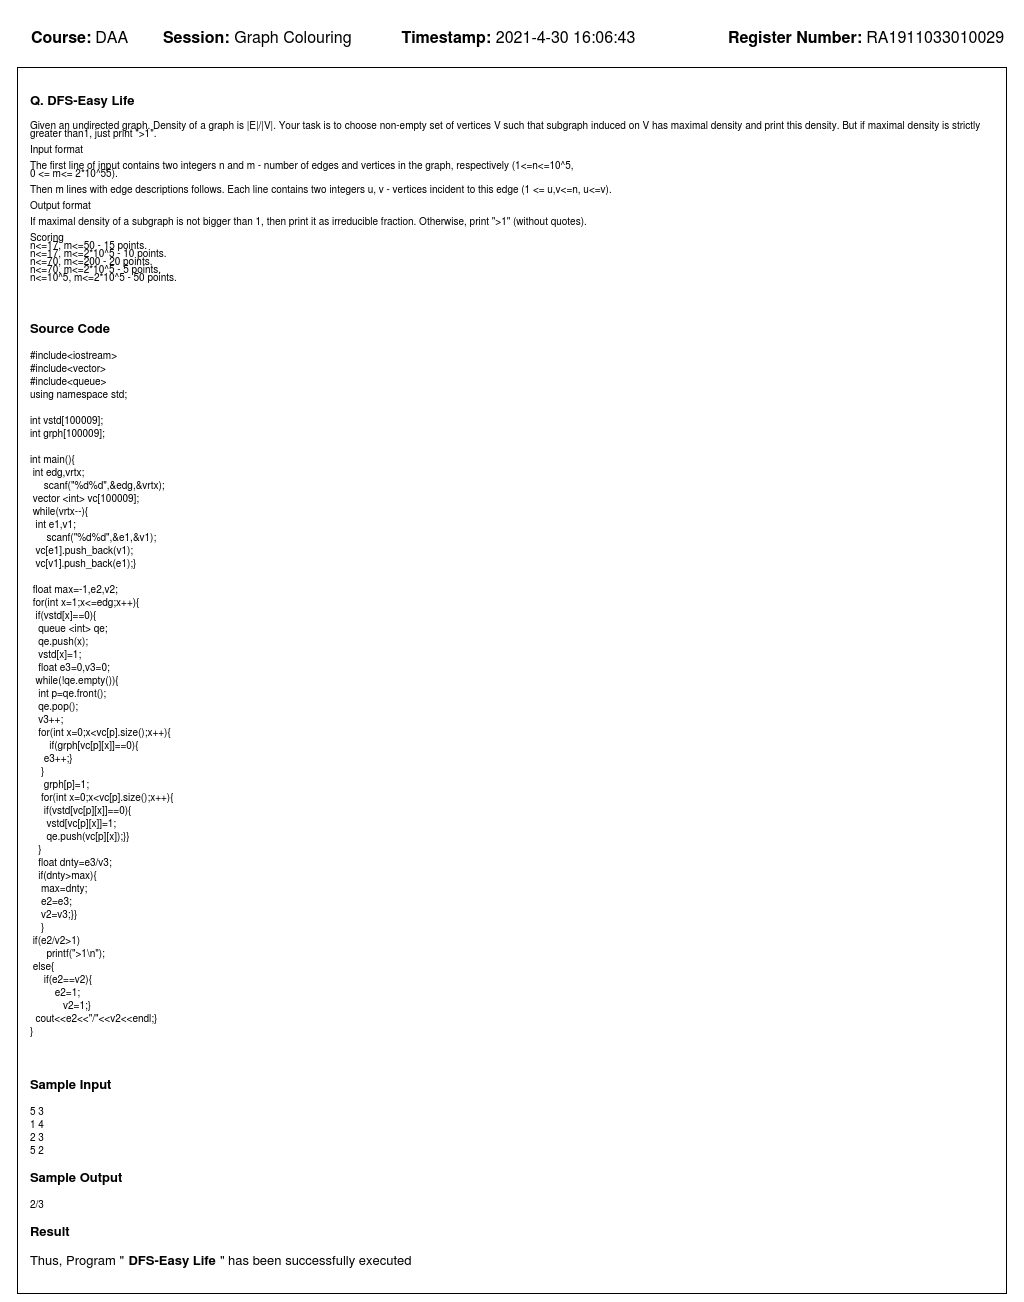 Course: DAA Session: Graph Colouring Timestamp: 2021-4-30 16:06:43 Register Number: RA1911033010029
Q. DFS-Easy Life
Given an undirected graph. Density of a graph is |E|/|V|. Your task is to choose non-empty set of vertices V such that subgraph induced on V has maximal density and print this density. But if maximal density is strictly
greater than1, just print ">1".
Input format
The first line of input contains two integers n and m - number of edges and vertices in the graph, respectively (1<=n<=10^5,
0 <= m<= 2*10^55).
Then m lines with edge descriptions follows. Each line contains two integers u, v - vertices incident to this edge (1 <= u,v<=n, u<=v).
Output format
If maximal density of a subgraph is not bigger than 1, then print it as irreducible fraction. Otherwise, print ">1" (without quotes).
Scoring
n<=17, m<=50 - 15 points.
n<=17, m<=2*10^5 - 10 points.
n<=70, m<=200 - 20 points.
n<=70, m<=2*10^5 - 5 points.
n<=10^5, m<=2*10^5 - 50 points.
Source Code
#include<iostream>
#include<vector>
#include<queue>
using namespace std;
int vstd[100009];
int grph[100009];
int main(){
int edg,vrtx;
scanf("%d%d",&edg,&vrtx);
vector <int> vc[100009];
while(vrtx--){
int e1,v1;
scanf("%d%d",&e1,&v1);
vc[e1].push_back(v1);
vc[v1].push_back(e1);}
float max=-1,e2,v2;
for(int x=1;x<=edg;x++){
if(vstd[x]==0){
queue <int> qe;
qe.push(x);
vstd[x]=1;
float e3=0,v3=0;
while(!qe.empty()){
int p=qe.front();
qe.pop();
v3++;
for(int x=0;x<vc[p].size();x++){
if(grph[vc[p][x]]==0){
e3++;}
}
grph[p]=1;
for(int x=0;x<vc[p].size();x++){
if(vstd[vc[p][x]]==0){
vstd[vc[p][x]]=1;
qe.push(vc[p][x]);}}
}
float dnty=e3/v3;
if(dnty>max){
max=dnty;
e2=e3;
v2=v3;}}
}
if(e2/v2>1)
printf(">1\n");
else{
if(e2==v2){
e2=1;
v2=1;}
cout<<e2<<"/"<<v2<<endl;}
}
Sample Input
5 3
1 4
2 3
5 2
Sample Output
2/3
Result
Thus, Program " DFS-Easy Life " has been successfully executed